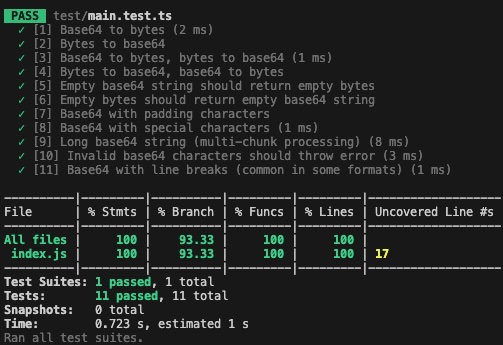 PASS test/main.test.ts
✓ [1] Base64 to bytes (2 ms)
✓ [2] Bytes to base64
✓ [3] Base64 to bytes, bytes to base64 (1 ms)
✓ [4] Bytes to base64, base64 to bytes
✓ [5] Empty base64 string should return empty bytes
✓ [6] Empty bytes should return empty base64 string
✓ [7] Base64 with padding characters
✓ [8] Base64 with special characters (1 ms)
✓ [9] Long base64 string (multi-chunk processing) (8 ms)
✓ [10] Invalid base64 characters should throw error (3 ms)
✓ [11] Base64 with line breaks (common in some formats) (1 ms)
----------|---------|----------|---------|---------|-------------------
File | % Stmts | % Branch | % Funcs | % Lines | Uncovered Line #s
----------|---------|----------|---------|---------|-------------------
All files | 100 | 93.33 | 100 | 100 |
index.js | 100 | 93.33 | 100 | 100 | 17
----------|---------|----------|---------|---------|-------------------
Test Suites: 1 passed, 1 total
Tests: 11 passed, 11 total
Snapshots: 0 total
Time: 0.723 s, estimated 1 s
Ran all test suites.